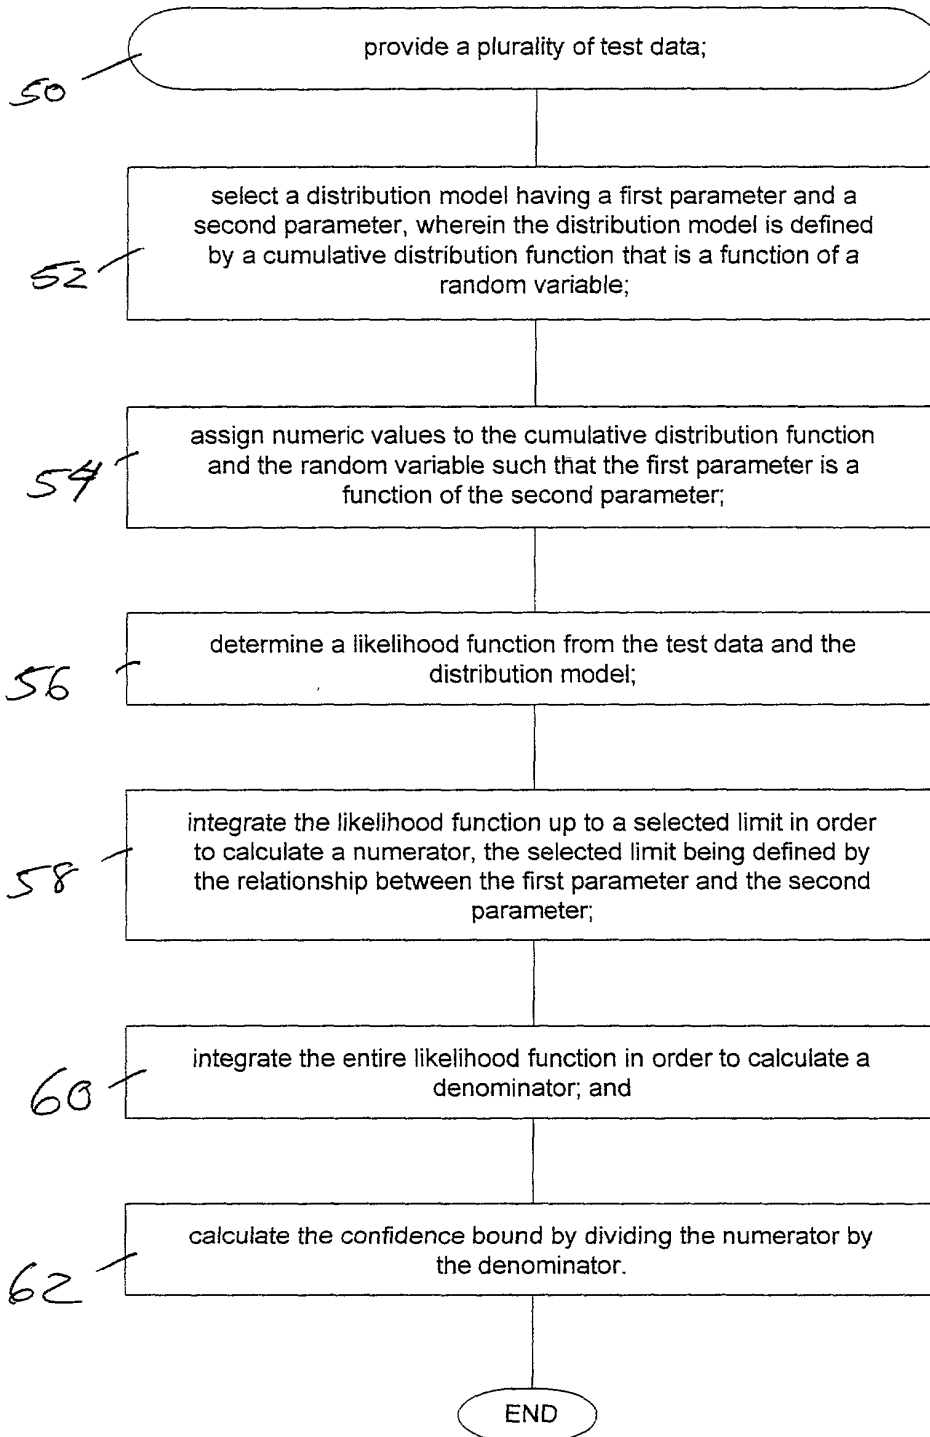 provide a plurality of test data;
50
select a distribution model having a first parameter and a
second parameter, wherein the distribution model is defined
by a cumulative distribution function that is a function of a
random variable;
52
assign numeric values to the cumulative distribution function
and the random variable such that the first parameter is a
function of the second parameter;
54
determine a likelihood function from the test data and the
distribution model;
56
integrate the likelihood function up to a selected limit in order
to calculate a numerator, the selected limit being defined by
the relationship between the first parameter and the second
parameter;
58
integrate the entire likelihood function in order to calculate a
denominator; and
60
calculate the confidence bound by dividing the numerator by
the denominator.
62
END